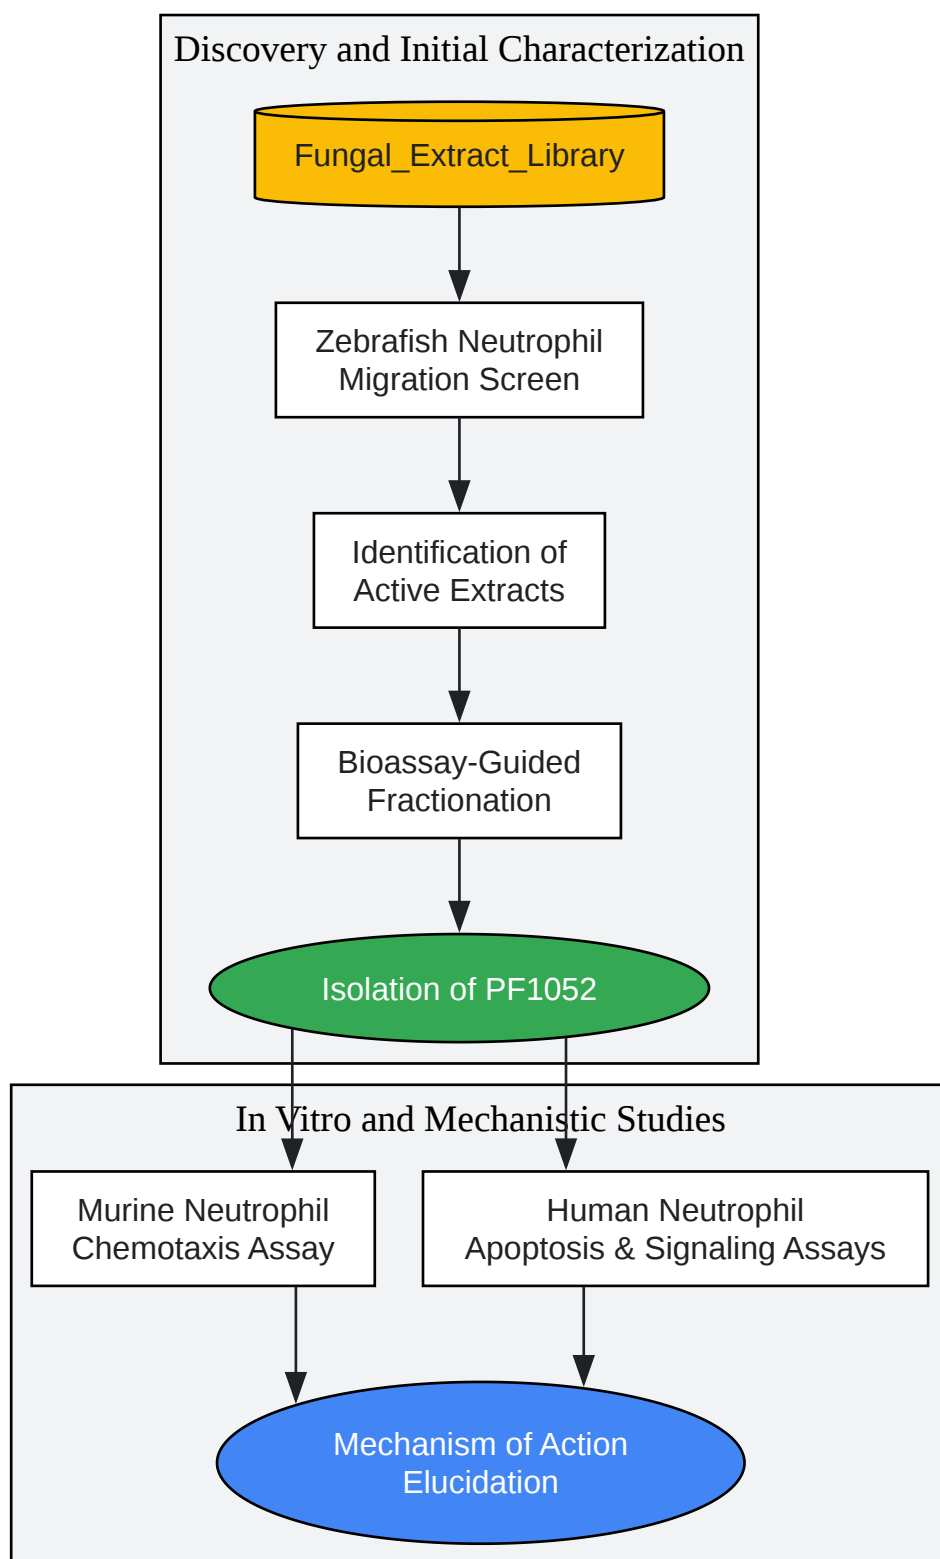 Discovery and Initial Characterization
Fungal_Extract_Library
Zebrafish Neutrophil
Migration Screen
Identification of
Active Extracts
Bioassay-Guided
Fractionation
Isolation of PF1052
In Vitro and Mechanistic Studies
Murine Neutrophil
Chemotaxis Assay
Human Neutrophil
Apoptosis & Signaling Assays
Mechanism of Action
Elucidation